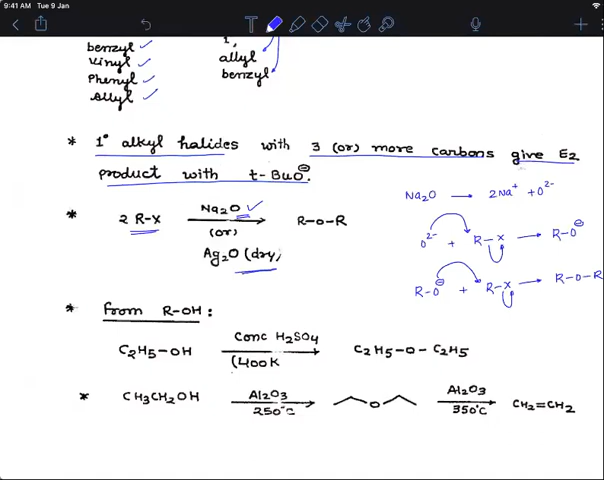 9:41 AM Tue 9 Jan
benzyl
Vinyl
Phenyl
Allyl
1°,
allyl
benzyl
* 1° alkyl halides with 3 (or) more carbons give E2
product with t-BuO⊖.
* 2 R-X Na2O R-O-R
(or)
Ag2O (dry)
Na2O → 2Na+ + O2-
O2- + R-X → R-O⊖
R-O⊖ + R-X → R-O-R
* from R-OH:
C2H5-OH Conc H2SO4 C2H5-O-C2H5
(400K
* CH3CH2OH Al2O3 250°C O Al2O3 350°C CH2=CH2